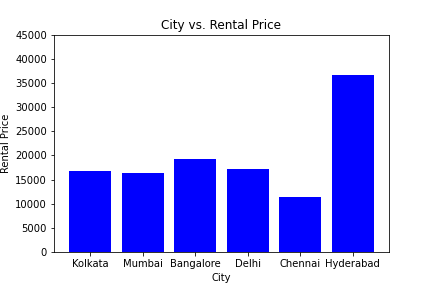 City vs. Rental Price
45000
40000
35000
30000
25000
20000
15000
10000
5000
0
Rental Price
Kolkata Mumbai Bangalore Delhi Chennai Hyderabad
City